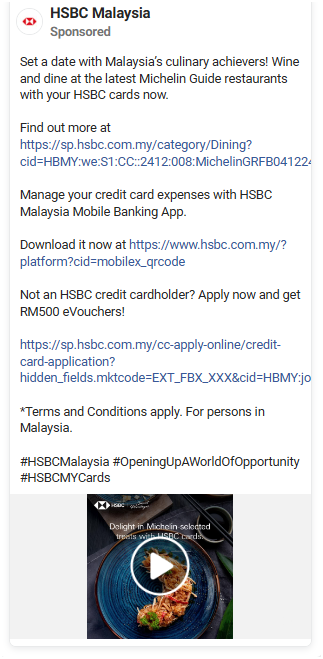 HSBC Malaysia
Sponsored
Set a date with Malaysia's culinary achievers! Wine
and dine at the latest Michelin Guide restaurants
with your HSBC cards now.
Find out more at
https://sp.hsbc.com.my/category/Dining?
cid=HBMY:we:S1:CC::2412:008:MichelinGRFB041224
Manage your credit card expenses with HSBC
Malaysia Mobile Banking App.
Download it now at https://www.hsbc.com.my/?
platform?cid=mobilex_qrcode
Not an HSBC credit cardholder? Apply now and get
RM500 eVouchers!
https://sp.hsbc.com.my/cc-apply-online/credit-
card-application?
hidden_fields.mktcode=EXT_FBX_XXX&cid=HBMY:jo
*Terms and Conditions apply. For persons in
Malaysia.
#HSBCMalaysia #OpeningUpAWorldOfOpportunity
#HSBCMYCards
HSBC
Delight in Michelin-selected
treats with HSBC cards.